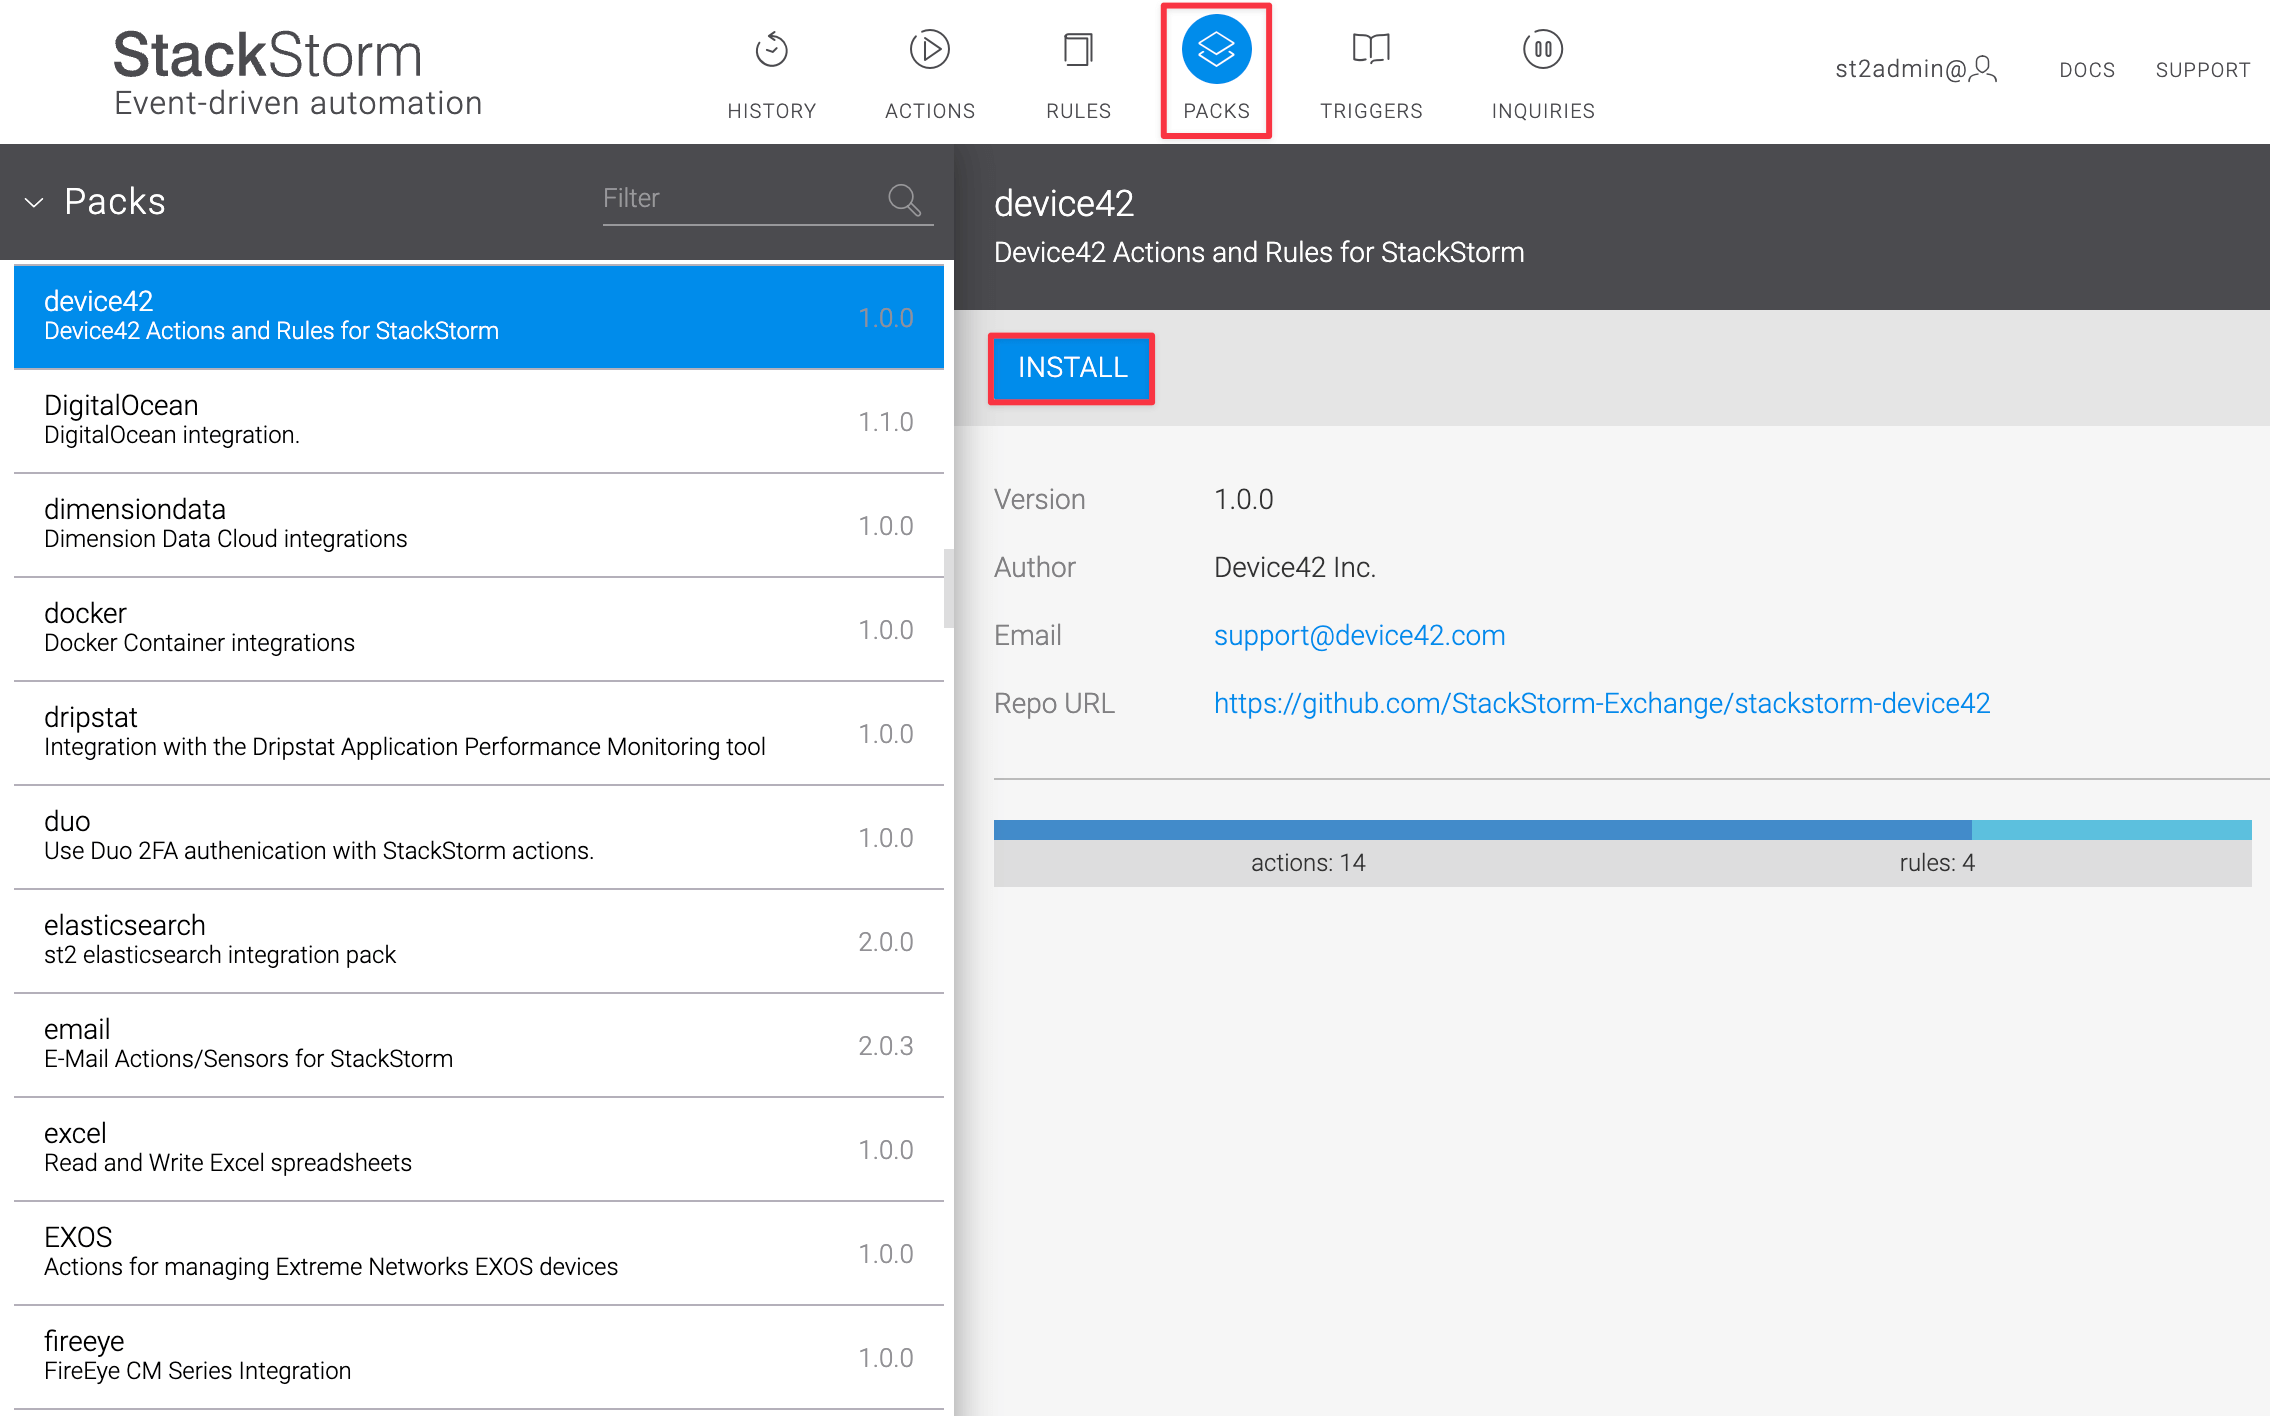 StackStorm
Event-driven automation
HISTORY
ACTIONS
RULES
PACKS
TRIGGERS
INQUIRIES
st2admin@
DOCS
SUPPORT
Packs
Filter
device42
Device42 Actions and Rules for StackStorm
1.0.0
DigitalOcean
DigitalOcean integration.
1.1.0
dimensiondata
Dimension Data Cloud integrations
1.0.0
docker
Docker Container integrations
1.0.0
dripstat
Integration with the Dripstat Application Performance Monitoring tool
1.0.0
duo
Use Duo 2FA authenication with StackStorm actions.
1.0.0
elasticsearch
st2 elasticsearch integration pack
2.0.0
email
E-Mail Actions/Sensors for StackStorm
2.0.3
excel
Read and Write Excel spreadsheets
1.0.0
EXOS
Actions for managing Extreme Networks EXOS devices
1.0.0
fireeye
FireEye CM Series Integration
1.0.0
device42
Device42 Actions and Rules for StackStorm
INSTALL
Version 1.0.0
Author Device42 Inc.
Email support@device42.com
Repo URL https://github.com/StackStorm-Exchange/stackstorm-device42
actions: 14
rules: 4